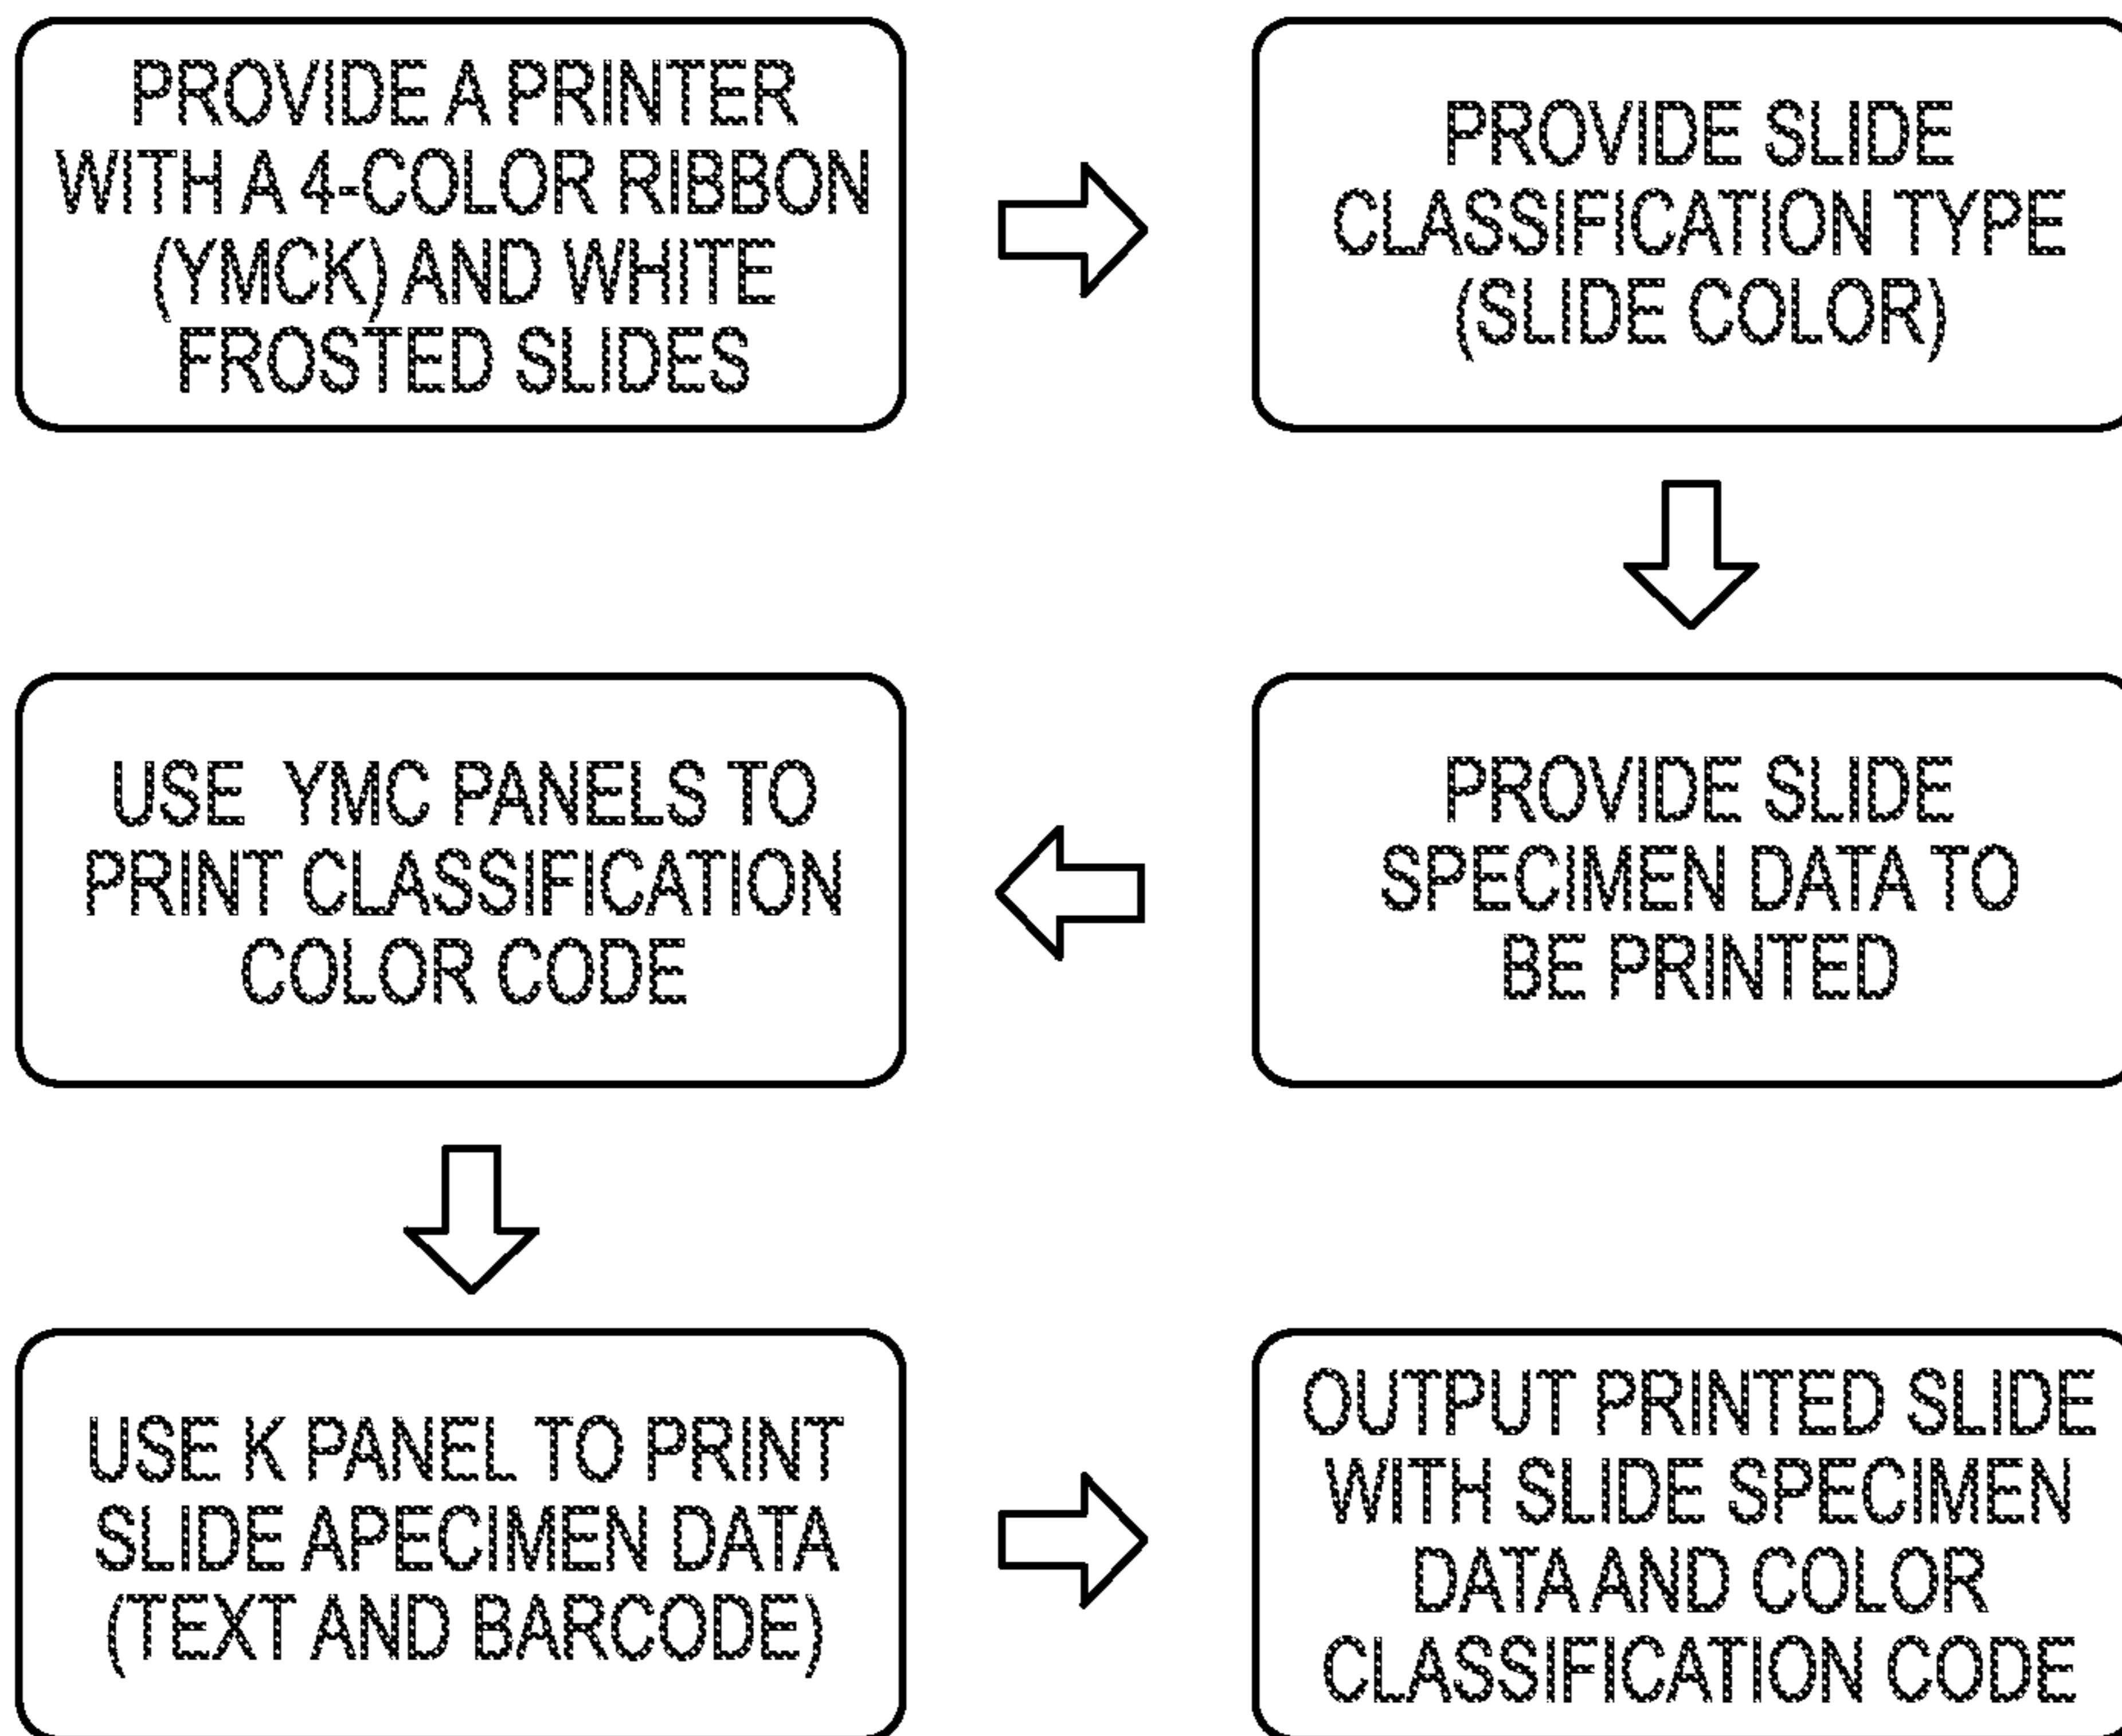 PROVIDE A PRINTER
WITH A 4-COLOR RIBBON
(YMCK) AND WHITE
FROSTED SLIDES
PROVIDE SLIDE
CLASSIFICATION TYPE
(SLIDE COLOR)
PROVIDE SLIDE
SPECIMEN DATA TO
BE PRINTED
USE YMC PANELS TO
PRINT CLASSIFICATION
COLOR CODE
USE K PANEL TO PRINT
SLIDE APECIMEN DATA
(TEXT AND BARCODE)
OUTPUT PRINTED SLIDE
WITH SLIDE SPECIMEN
DATA AND COLOR
CLASSIFICATION CODE